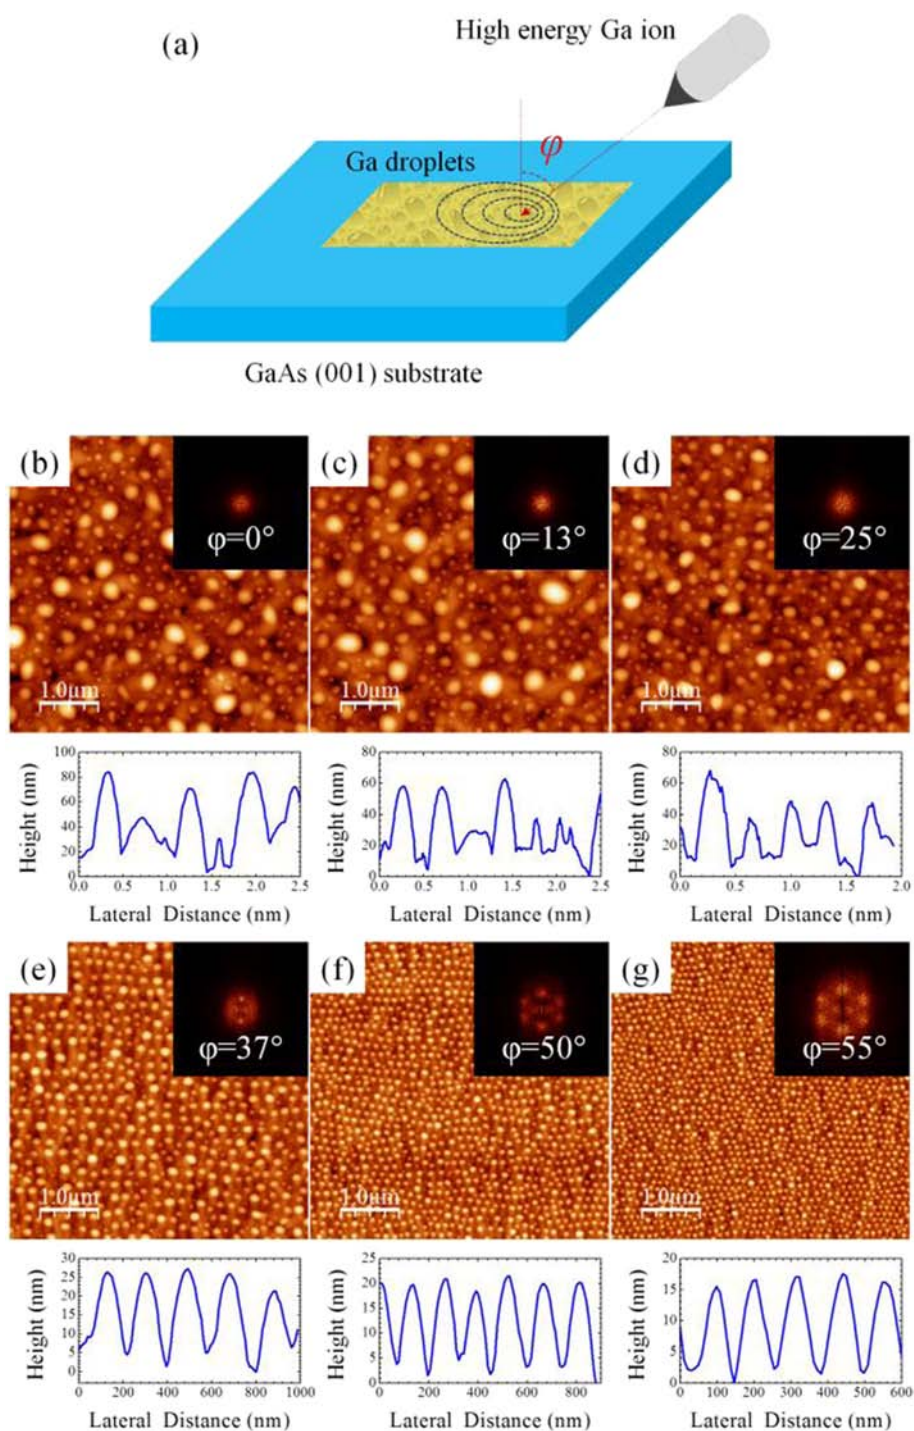 (a)
High energy Ga ion
φ
Ga droplets
GaAs (001) substrate
(b) (c) (d)
φ=0° φ=13° φ=25°
1.0μm 1.0μm 1.0μm
100 80 60 40 20 0
Height (nm)
0.0 0.5 1.0 1.5 2.0 2.5
Lateral Distance (nm)
80 60 40 20 0
Height (nm)
0.0 0.5 1.0 1.5 2.0 2.5
Lateral Distance (nm)
80 60 40 20 0
Height (nm)
0.0 0.5 1.0 1.5 2.0
Lateral Distance (nm)
(e) (f) (g)
φ=37° φ=50° φ=55°
1.0μm 1.0μm 1.0μm
30 25 20 15 10 5 0
Height (nm)
0 200 400 600 800 1000
Lateral Distance (nm)
25 20 15 10 5 0
Height (nm)
0 200 400 600 800
Lateral Distance (nm)
20 15 10 5 0
Height (nm)
0 100 200 300 400 500 600
Lateral Distance (nm)